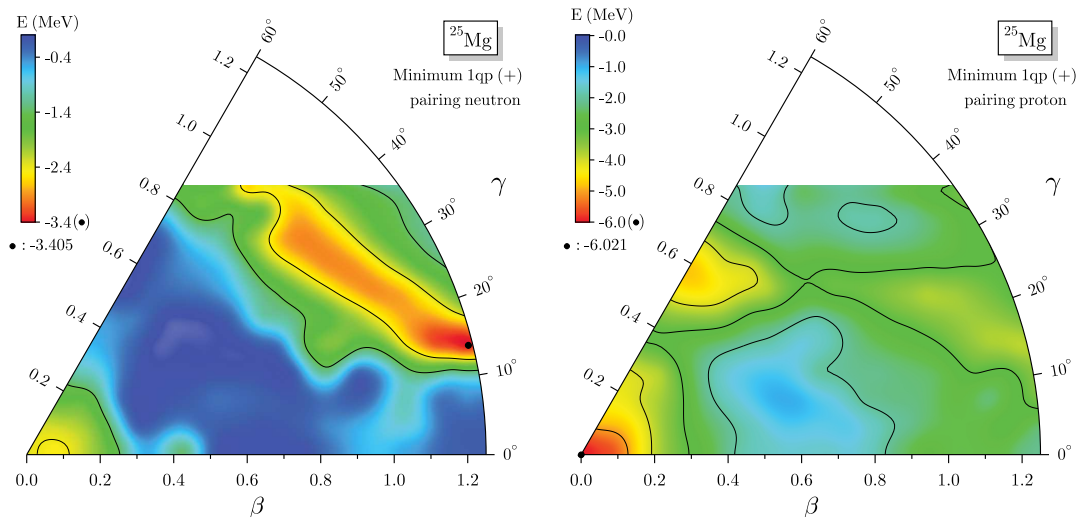 E (MeV)
-0.4
-1.4
-2.4
-3.4(•)
• : -3.405
25Mg
Minimum 1qp (+)
pairing neutron
60°
50°
40°
30°
20°
10°
0°
γ
1.2
1.0
0.8
0.6
0.4
0.2
0.0 0.2 0.4 0.6 0.8 1.0 1.2
β
E (MeV)
-0.0
-1.0
-2.0
-3.0
-4.0
-5.0
-6.0(•)
• : -6.021
25Mg
Minimum 1qp (+)
pairing proton
60°
50°
40°
30°
20°
10°
0°
γ
1.2
1.0
0.8
0.6
0.4
0.2
0.0 0.2 0.4 0.6 0.8 1.0 1.2
β